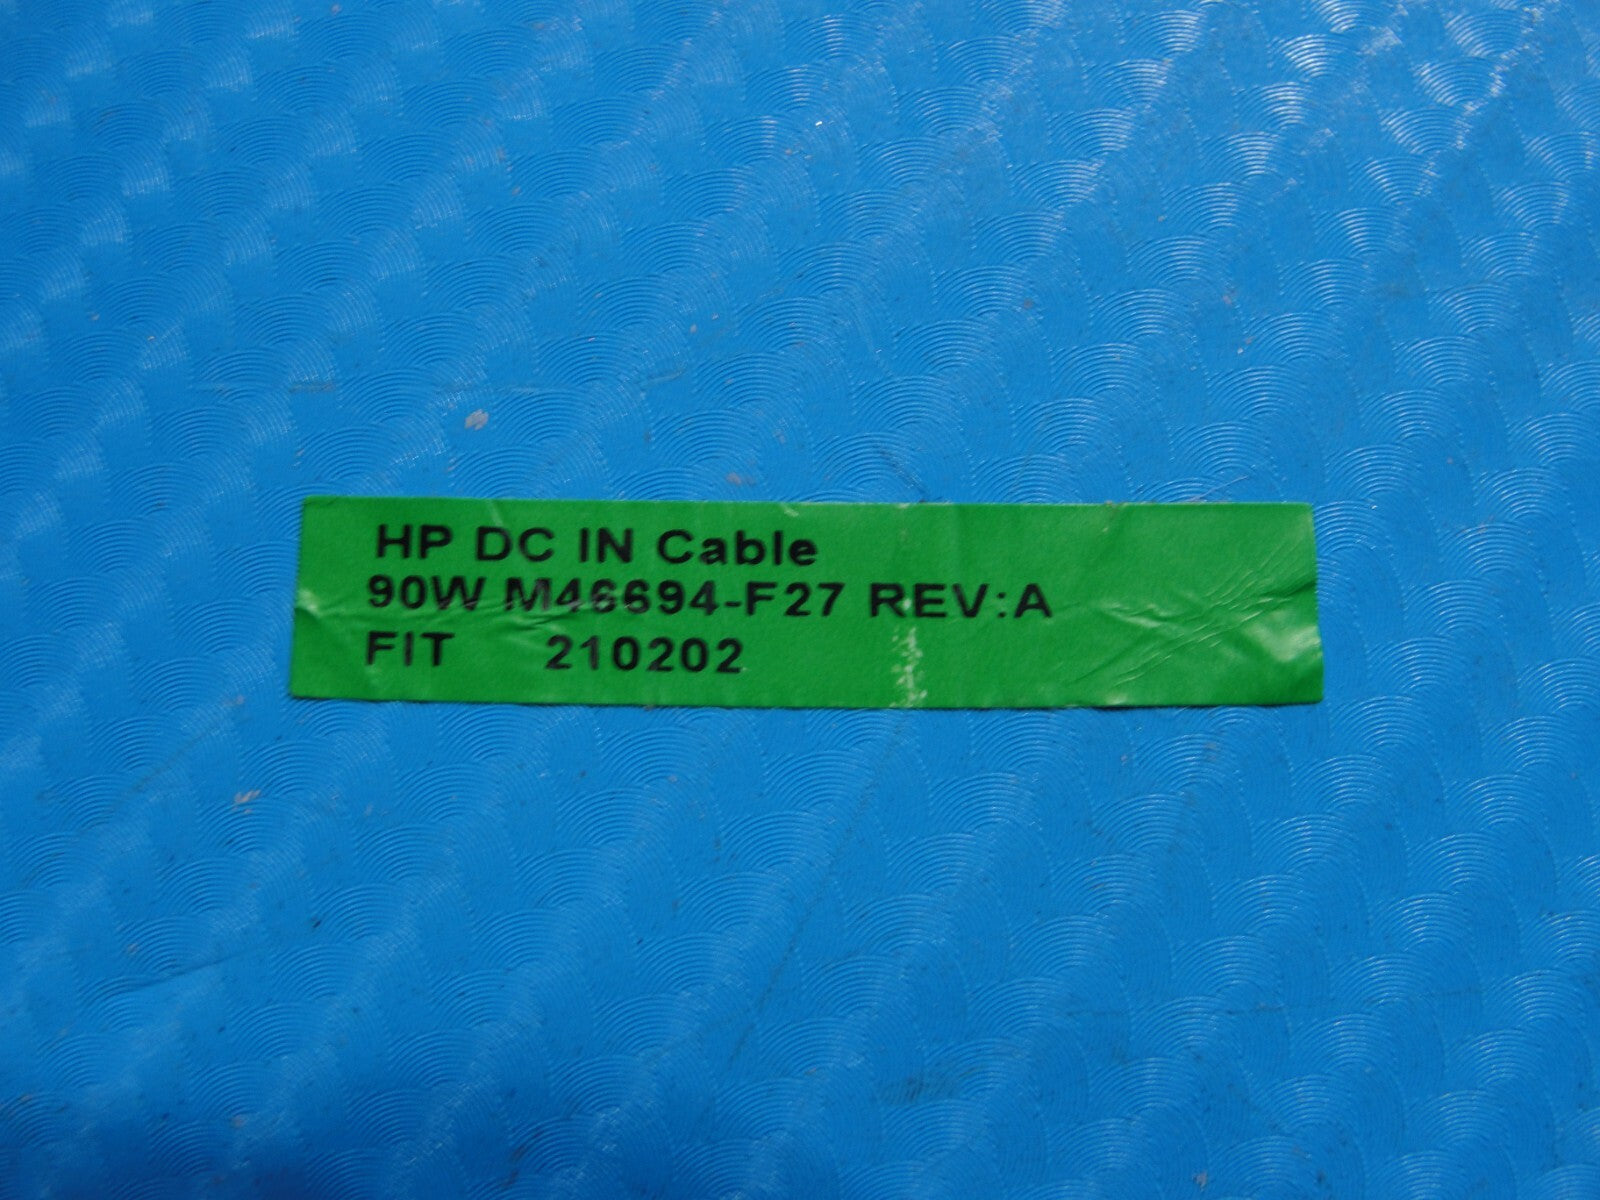 HP DC IN Cable
90W M46694-F27 REV:A
FIT 210202